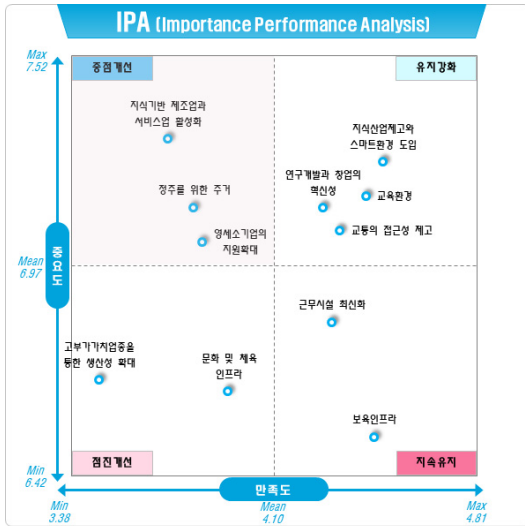 IPA (Importance Performance Analysis)
Max
7.52
중점개선
유지강화
지식기반 제조업과
서비스업 활성화
지식산업제고와
스마트환경 도입
연구개발과 창업의
혁신성
정주를 위한 주거
교육환경
영세소기업의
지원확대
교통의 접근성 제고
Mean
6.97
중요도
근무시설 최신화
고부가가치업종을
통한 생산성 확대
문화 및 체육
인프라
보육인프라
점진개선
지속유지
Min
6.42
만족도
Min
3.38
Mean
4.10
Max
4.81